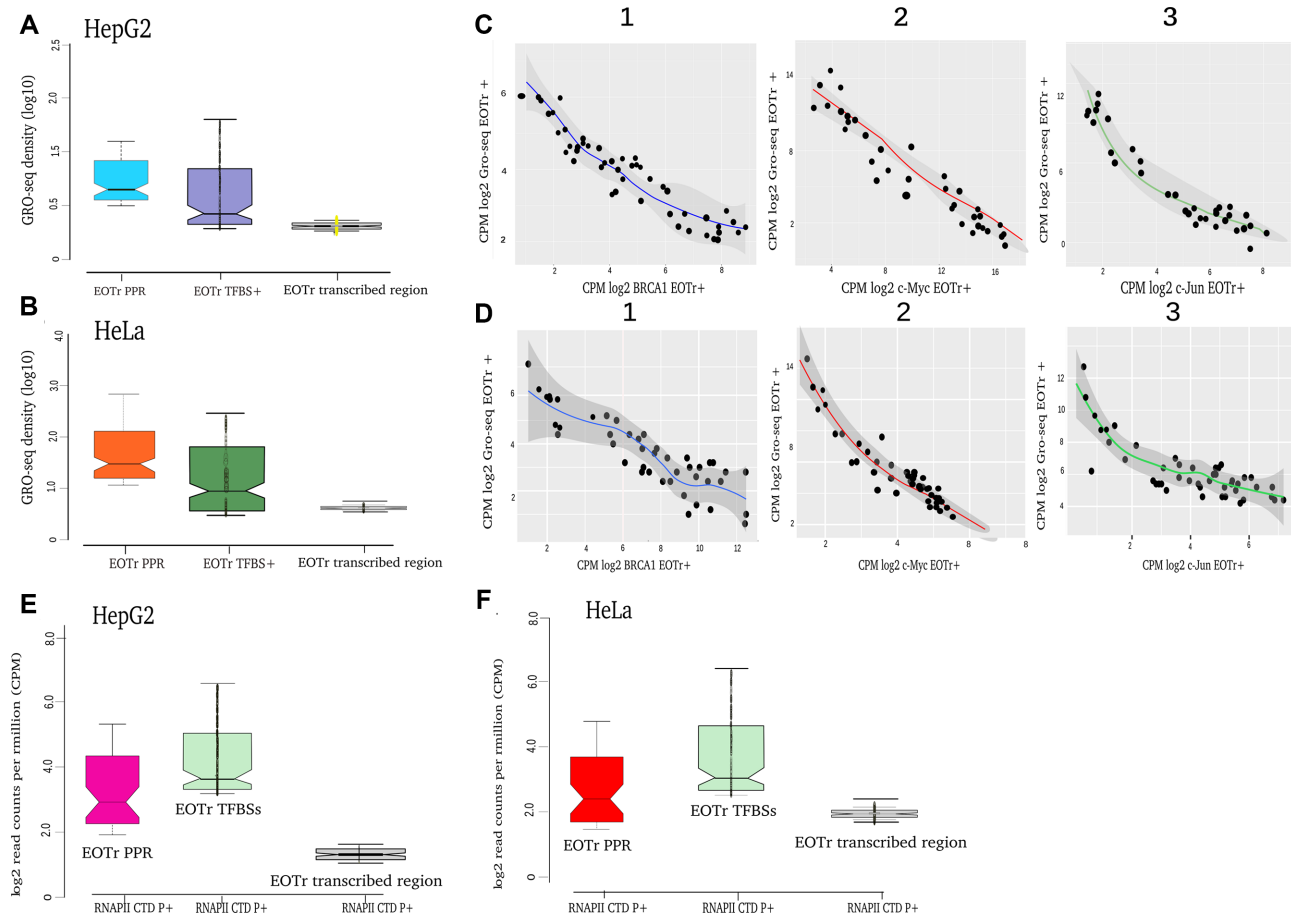 A
HepG2
GRO-seq density (log10)
2.5
2.0
1.5
0.5
0
EOTr PPR
EOTr TFBS+
EOTr transcribed region
B
HeLa
GRO-seq density (log10)
4.0
3.0
2.0
1.0
0
EOTr PPR
EOTr TFBS+
EOTr transcribed region
C
1
CPM log2 Gro-seq EOTr +
6
4
2
2 4 6 8
CPM log2 BRCA1 EOTr+
2
CPM log2 Gro-seq EOTr +
14
8
2
4 8 12 16
CPM log2 c-Myc EOTr+
3
CPM log2 Gro-seq EOTr +
12
6
0
2 4 6 8
CPM log2 c-Jun EOTr+
D
1
CPM log2 Gro-seq EOTr +
6
4
2
2 4 6 8 10 12
CPM log2 BRCA1 EOTr+
2
CPM log2 Gro-seq EOTr +
14
8
2
2 4 8 8
CPM log2 c-Myc EOTr+
3
CPM log2 Gro-seq EOTr +
12
10
8
6
4
2 4 6
CPM log2 c-Jun EOTr+
E
HepG2
log2 read counts per rmillion (CPM)
8.0
6.0
4.0
2.0
0
EOTr PPR
EOTr TFBSs
EOTr transcribed region
RNAPII CTD P+
RNAPII CTD P+
RNAPII CTD P+
F
HeLa
log2 read counts per rmillion (CPM)
8.0
6.0
4.0
2.0
0
EOTr PPR
EOTr TFBSs
EOTr transcribed region
RNAPII CTD P+
RNAPII CTD P+
RNAPII CTD P+